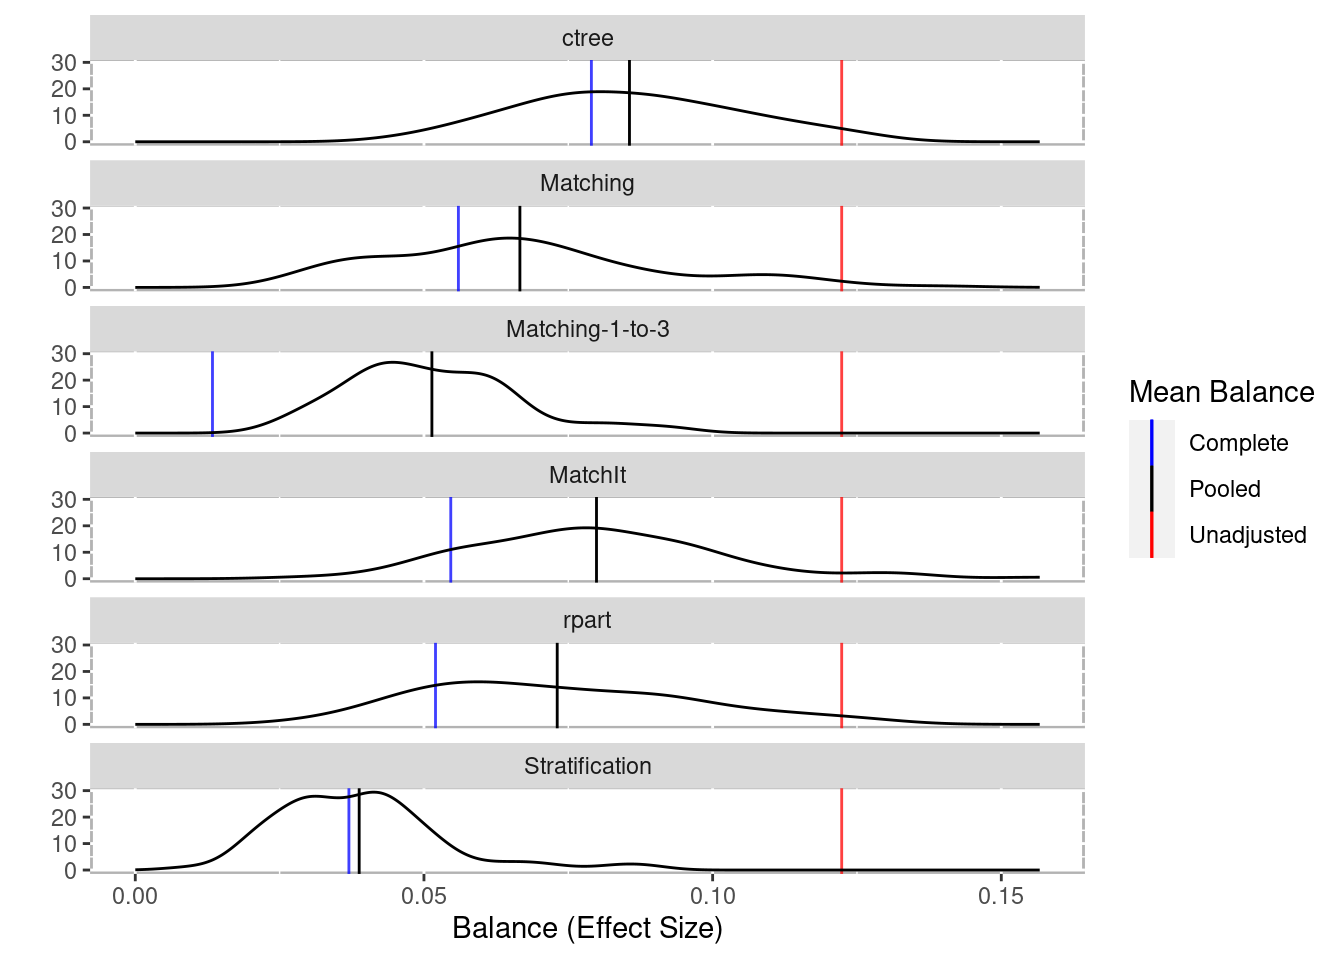 ctree
30
20
10
0
Matching
30
20
10
0
Matching-1-to-3
30
20
10
0
MatchIt
30
20
10
0
rpart
30
20
10
0
Stratification
30
20
10
0
0.00 0.05 0.10 0.15
Balance (Effect Size)
Mean Balance
Complete
Pooled
Unadjusted